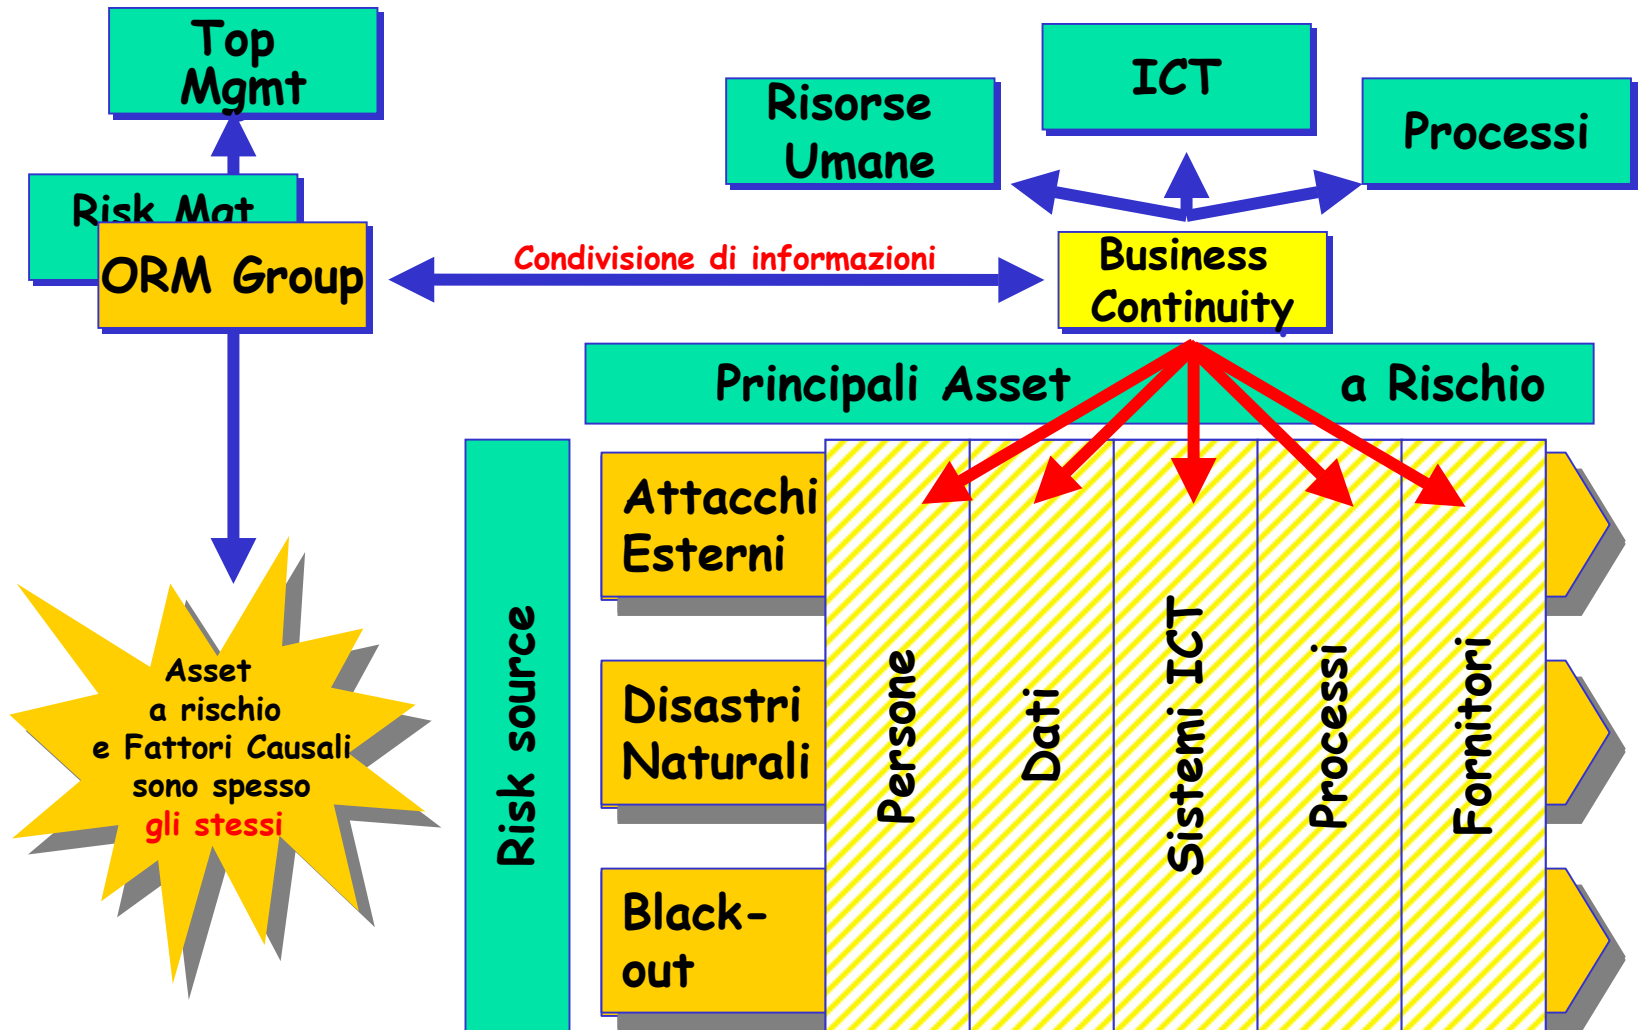 Top
Mgmt
Risk Mgt
ORM Group
Condivisione di informazioni
Risorse
Umane
ICT
Processi
Business
Continuity
Principali Asset a Rischio
Risk source
Attacchi
Esterni
Disastri
Naturali
Black-
out
Persone
Dati
Sistemi ICT
Processi
Fornitori
Asset
a rischio
e Fattori Causali
sono spesso
gli stessi